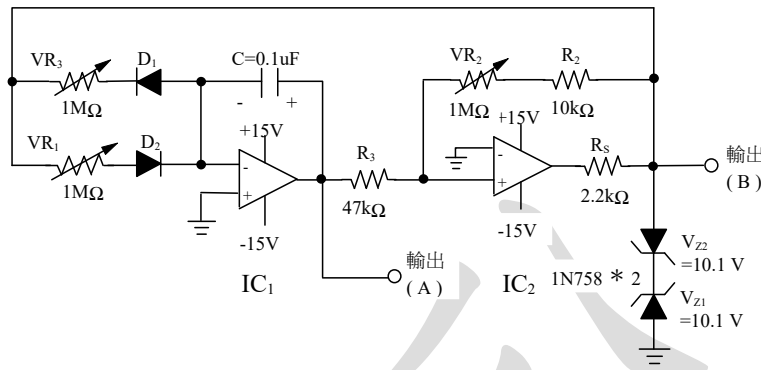 VR3
D1
C=0.1uF
VR2
R2
1MΩ
- +
1MΩ
10kΩ
VR1
D2
+15V
+15V
R3
RS
1MΩ
-
+
47kΩ
-
+
2.2kΩ
輸出
( B )
-15V
-15V
IC1
輸出
( A )
IC2
1N758 * 2
VZ2
=10.1 V
VZ1
=10.1 V